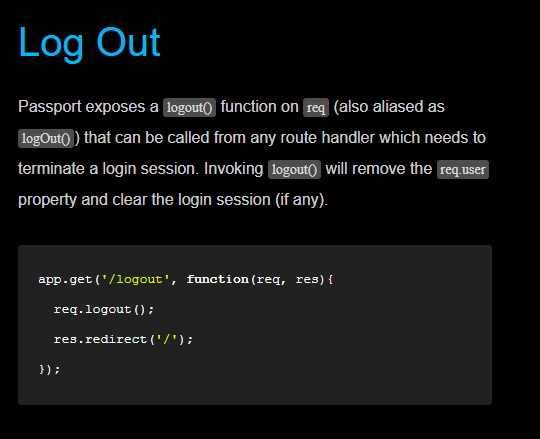 Log Out
Passport exposes a logout() function on req (also aliased as
logOut()) that can be called from any route handler which needs to
terminate a login session. Invoking logout() will remove the req.user
property and clear the login session (if any).
app.get('/logout', function(req, res){
  req.logout();
  res.redirect('/');
});